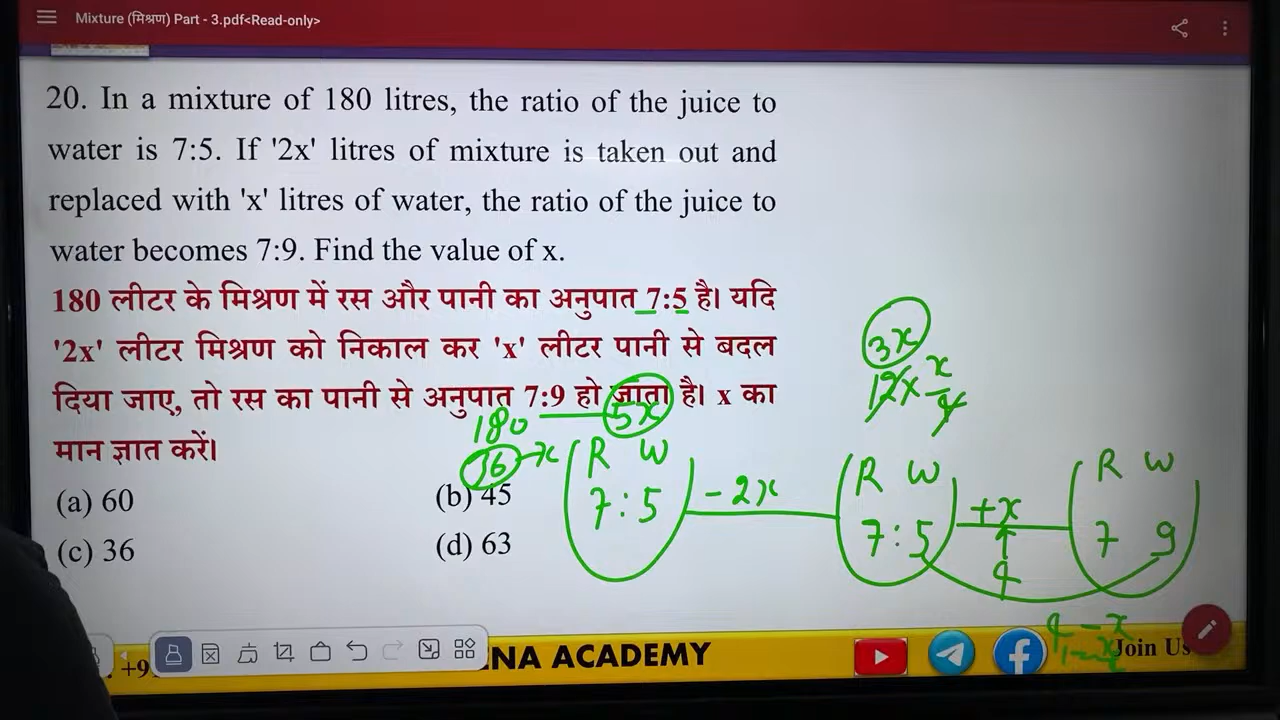 Mixture (मिश्रण) Part - 3.pdf<Read-only>
20. In a mixture of 180 litres, the ratio of the juice to
water is 7:5. If '2x' litres of mixture is taken out and
replaced with 'x' litres of water, the ratio of the juice to
water becomes 7:9. Find the value of x.
180 लीटर के मिश्रण में रस और पानी का अनुपात 7:5 है। यदि
'2x' लीटर मिश्रण को निकाल कर 'x' लीटर पानी से बदल
दिया जाए, तो रस का पानी से अनुपात 7:9 हो जाता है। x का
मान ज्ञात करें।
(a) 60
(b) 45
(c) 36
(d) 63
3x
12 x x/4
5x
180
36 → x
R W
7 : 5
- 2x
R W
7 : 5
+x
4
R W
7 9
4 - x
NA ACADEMY
Join Us